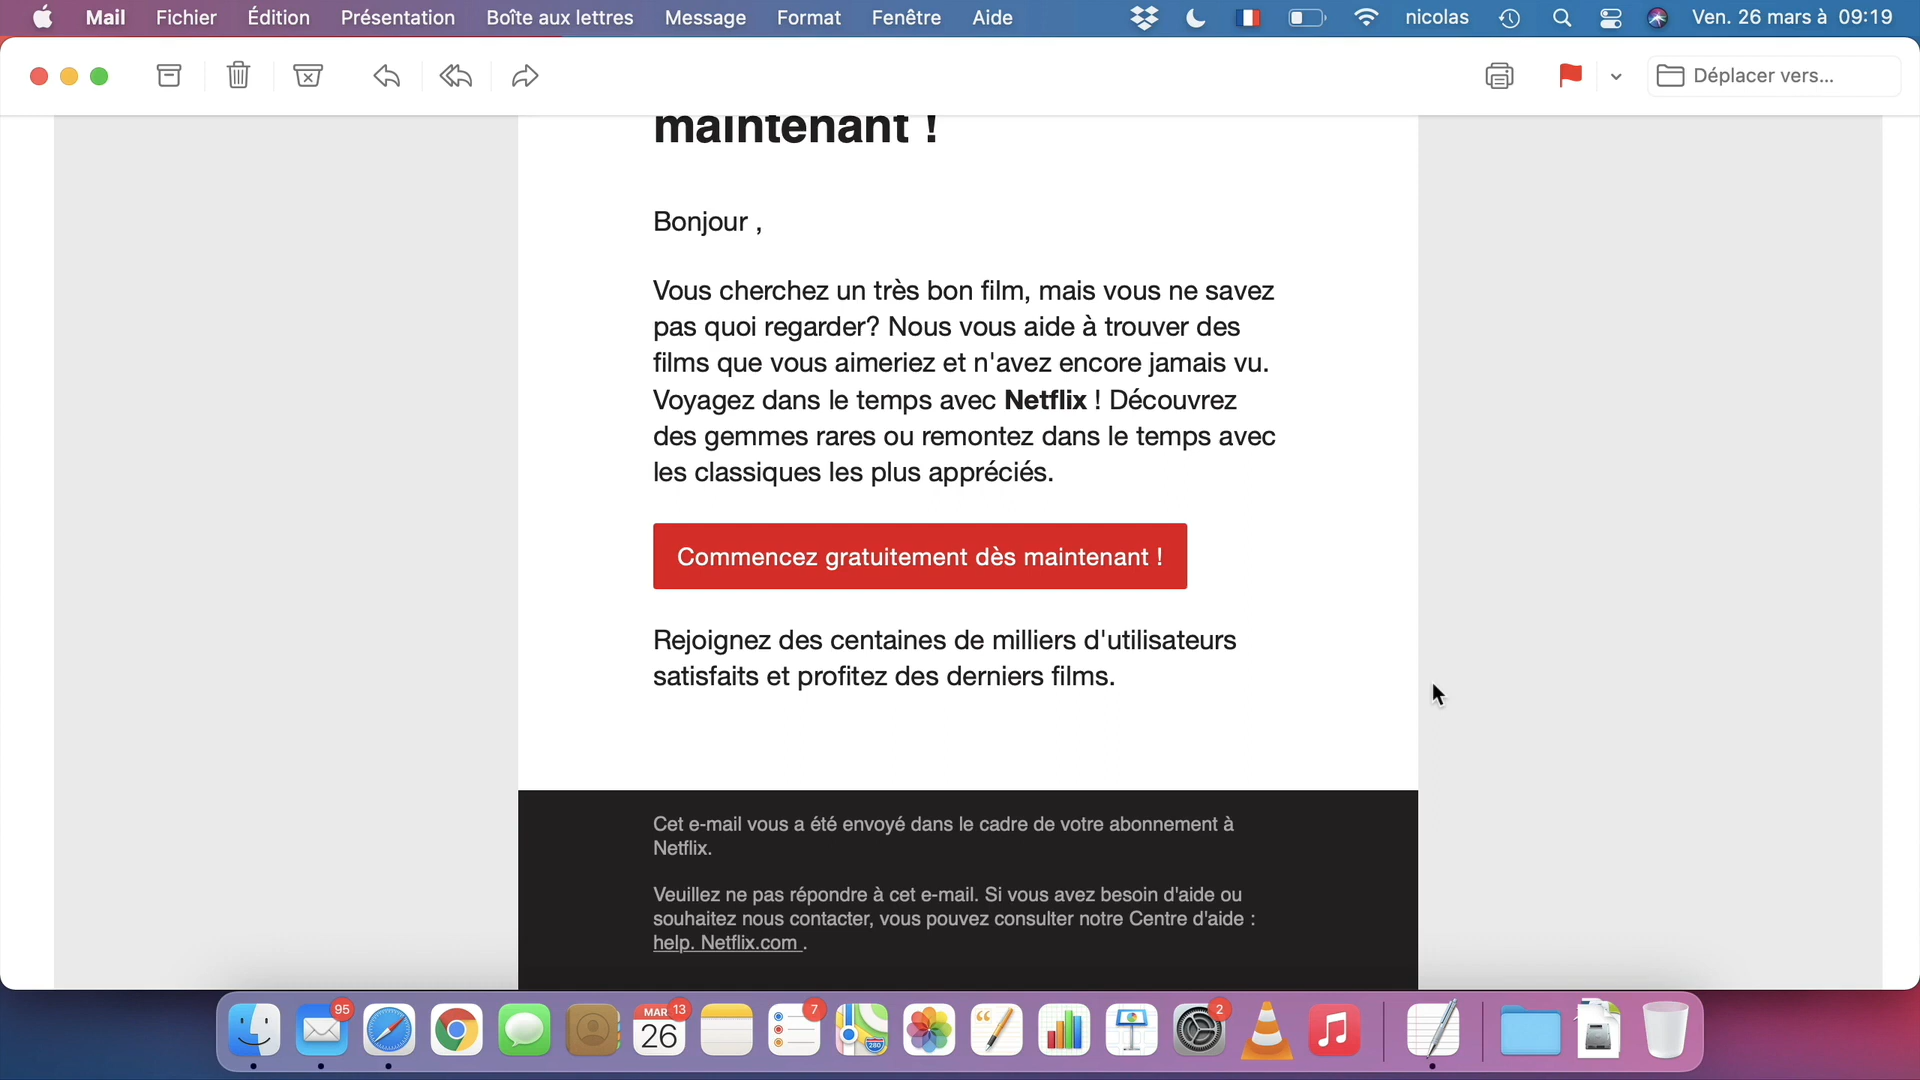 Mail Fichier Édition Présentation Boîte aux lettres Message Format Fenêtre Aide nicolas Ven. 26 mars à 09:19
Déplacer vers...
maintenant !
Bonjour ,
Vous cherchez un très bon film, mais vous ne savez
pas quoi regarder? Nous vous aide à trouver des
films que vous aimeriez et n'avez encore jamais vu.
Voyagez dans le temps avec Netflix ! Découvrez
des gemmes rares ou remontez dans le temps avec
les classiques les plus appréciés.
Commencez gratuitement dès maintenant !
Rejoignez des centaines de milliers d'utilisateurs
satisfaits et profitez des derniers films.
Cet e-mail vous a été envoyé dans le cadre de votre abonnement à
Netflix.
Veuillez ne pas répondre à cet e-mail. Si vous avez besoin d'aide ou
souhaitez nous contacter, vous pouvez consulter notre Centre d'aide :
help. Netflix.com .
95 MAR 13 7 2
26 280